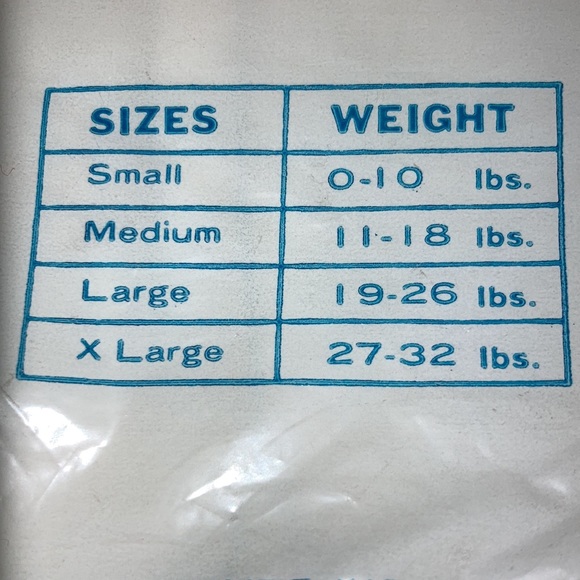 SIZES WEIGHT
Small 0-10 lbs.
Medium 11-18 lbs.
Large 19-26 lbs.
X Large 27-32 lbs.